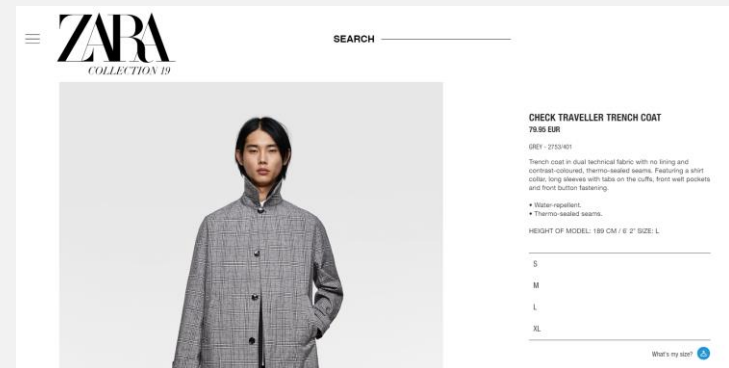 ZARA
COLLECTION 19
SEARCH
CHECK TRAVELLER TRENCH COAT
79.95 EUR
GREY - 2753/401
Trench coat in dual technical fabric with no lining and
contrast-coloured, thermo-sealed seams. Featuring a shirt
collar, long sleeves with tabs on the cuffs, front welt pockets
and front button fastening.
• Water-repellent.
• Thermo-sealed seams.
HEIGHT OF MODEL: 189 CM / 6' 2" SIZE: L
S
M
L
XL
What's my size?